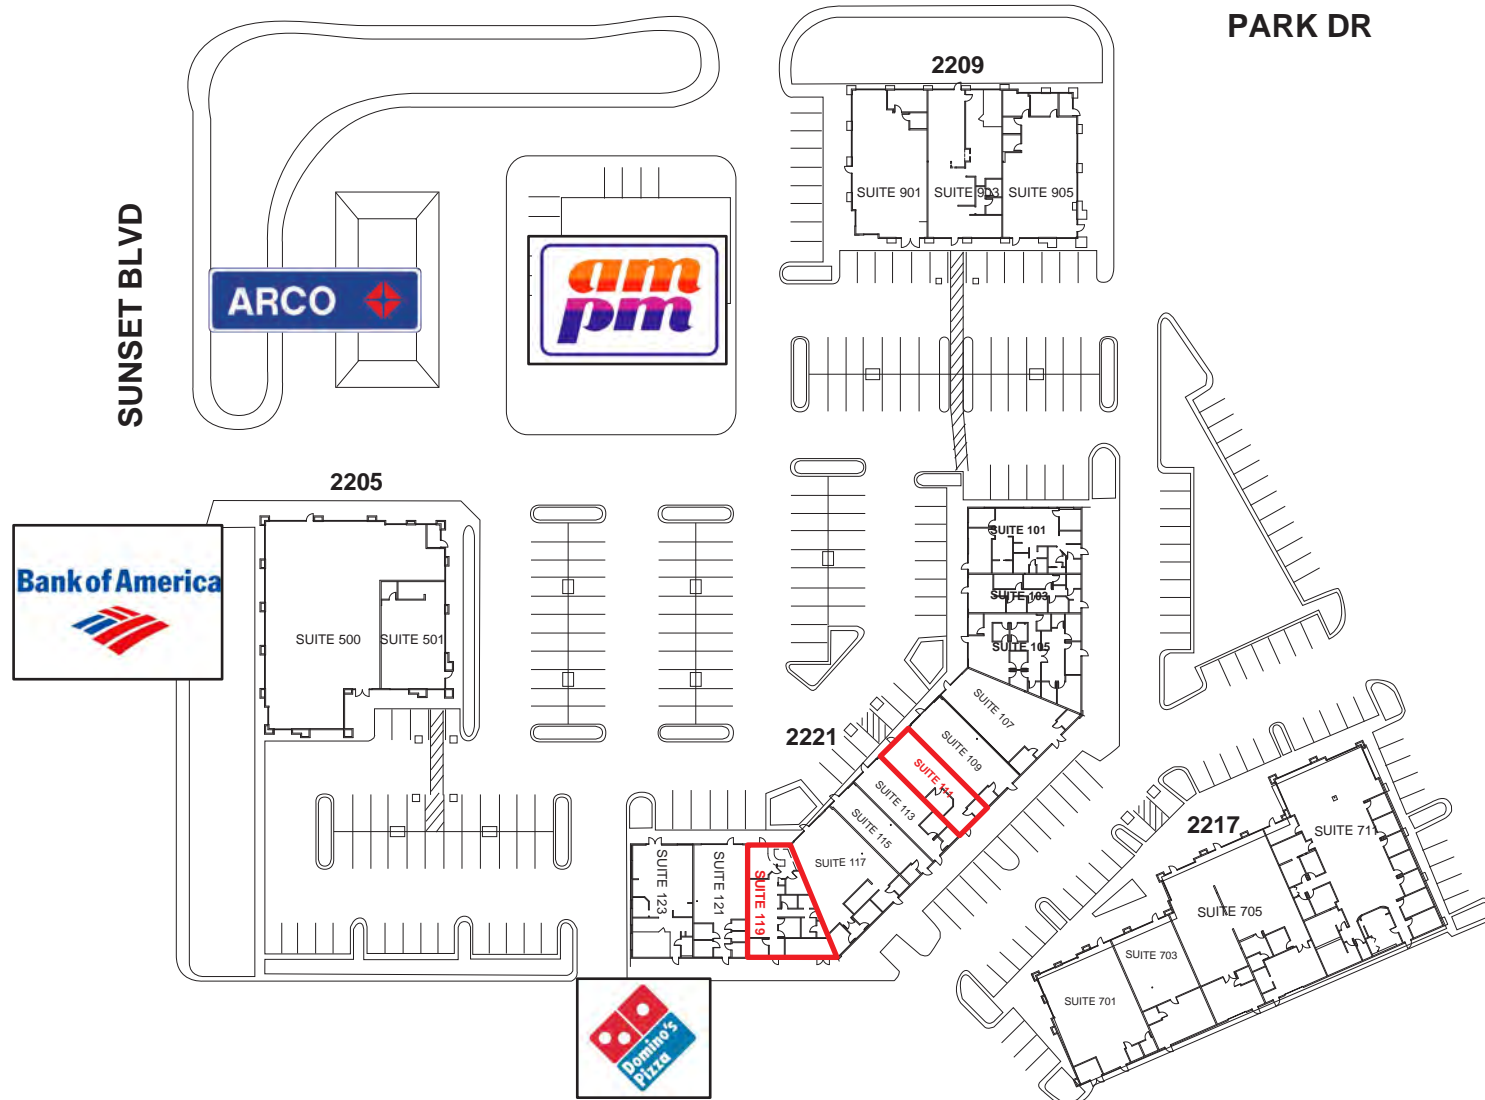 PARK DR
2209
SUITE 901
SUITE 903
SUITE 905
SUNSET BLVD
ARCO
am
pm
2205
Bank of America
SUITE 500
SUITE 501
SUITE 101
SUITE 103
SUITE 105
SUITE 107
2221
SUITE 109
SUITE 111
SUITE 113
SUITE 115
SUITE 117
SUITE 119
SUITE 121
SUITE 123
2217
SUITE 711
SUITE 705
SUITE 703
SUITE 701
Domino's
Pizza